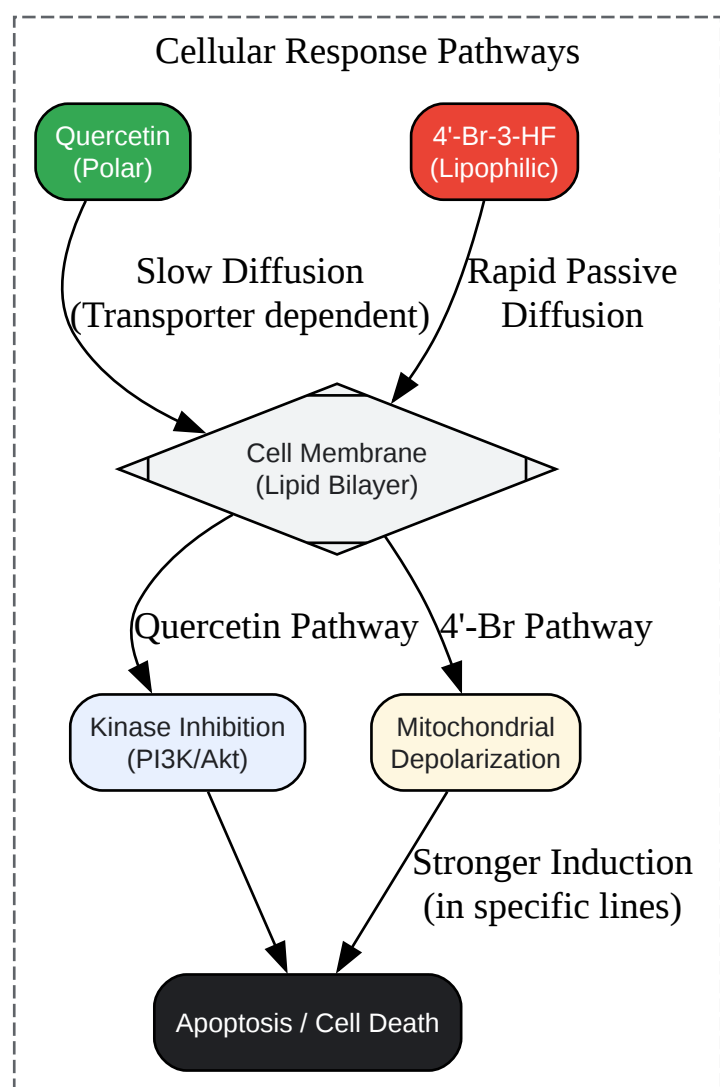 Cellular Response Pathways
Quercetin
(Polar)
4'-Br-3-HF
(Lipophilic)
Slow Diffusion
(Transporter dependent)
Rapid Passive
Diffusion
Cell Membrane
(Lipid Bilayer)
Quercetin Pathway
4'-Br Pathway
Kinase Inhibition
(PI3K/Akt)
Mitochondrial
Depolarization
Stronger Induction
(in specific lines)
Apoptosis / Cell Death